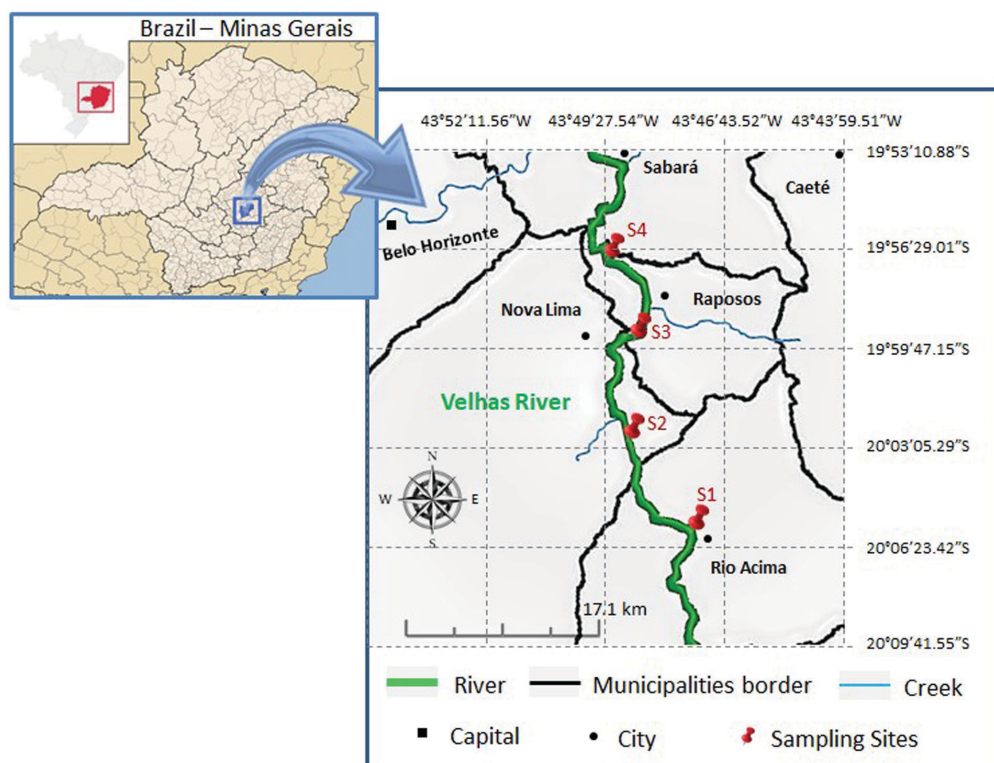 Brazil – Minas Gerais
43°52’11.56”W 43°49’27.54”W 43°46’43.52”W 43°43’59.51”W
19°53’10.88”S
Sabará
Caeté
S4
Belo Horizonte
19°56’29.01”S
Nova Lima
Raposos
S3
19°59’47.15”S
Velhas River
S2
20°03’05.29”S
N
W E
S
S1
20°06’23.42”S
Rio Acima
17.1 km
20°09’41.55”S
River Municipalities border Creek
Capital City Sampling Sites